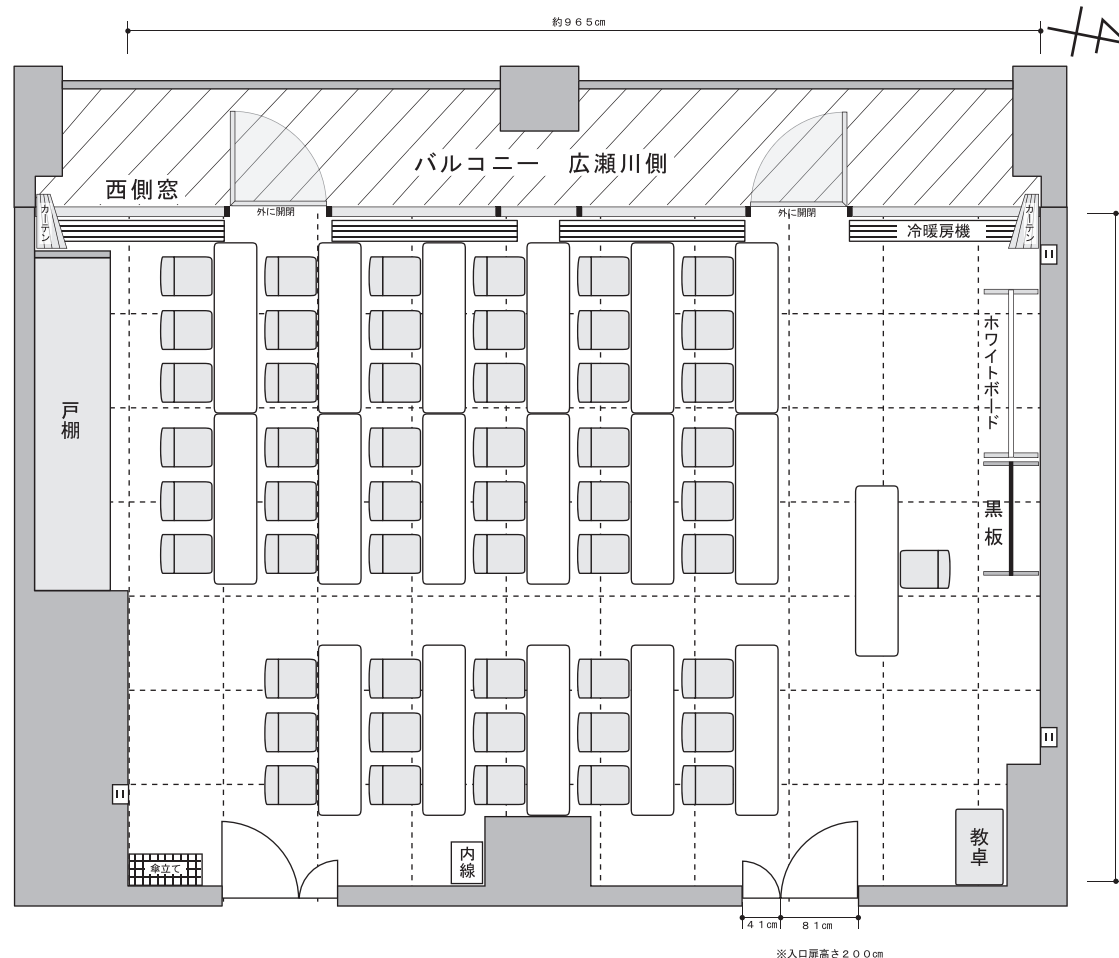 約965㎝
バルコニー 広瀬川側
西側窓
外に開閉
外に開閉
カーテン
カーテン
冷暖房機
ホワイトボード
戸棚
黒板
教卓
内線
傘立て
41㎝
81㎝
※入口扉高さ200㎝